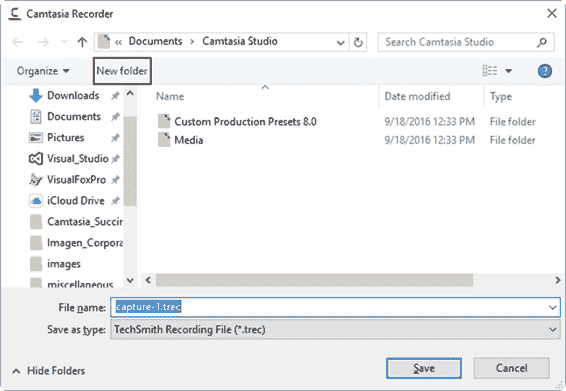 Camtasia Recorder
« Documents > Camtasia Studio
Search Camtasia Studio
Organize
New folder
Name
Date modified
Type
Downloads
Documents
Pictures
Visual_Studio
VisualFoxPro
iCloud Drive
Camtasia_Succir
Imagen_Corpora
images
miscellaneous
Custom Production Presets 8.0 9/18/2016 12:33 PM File folder
Media 9/18/2016 12:33 PM File folder
File name: capture-1.trec
Save as type: TechSmith Recording File (*.trec)
Hide Folders
Save
Cancel